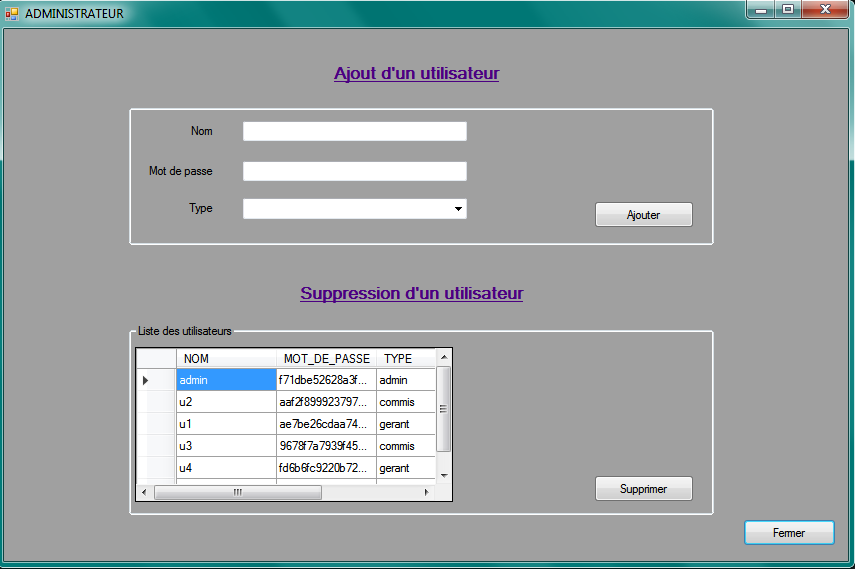 ADMINISTRATEUR
Ajout d'un utilisateur
Nom
Mot de passe
Type
Ajouter
Suppression d'un utilisateur
Liste des utilisateurs
NOM MOT_DE_PASSE TYPE
admin f71dbe52628a3f... admin
u2 aaf2f899923797... commis
u1 ae7be26cdaa74... gerant
u3 9678f7a7939f45... commis
u4 fd6b6fc9220b72... gerant
Supprimer
Fermer